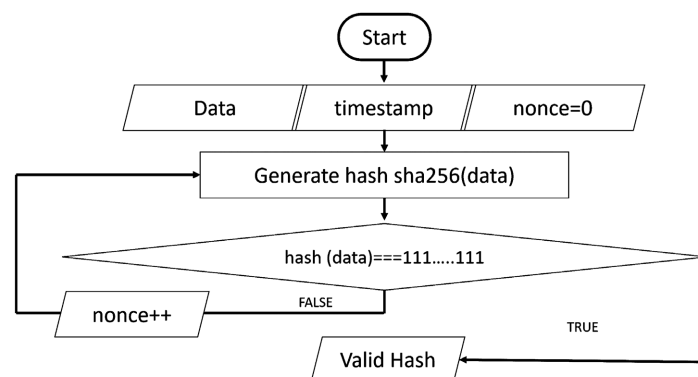 Start
Data timestamp nonce=0
Generate hash sha256(data)
hash (data)===111.....111
FALSE
nonce++
TRUE
Valid Hash